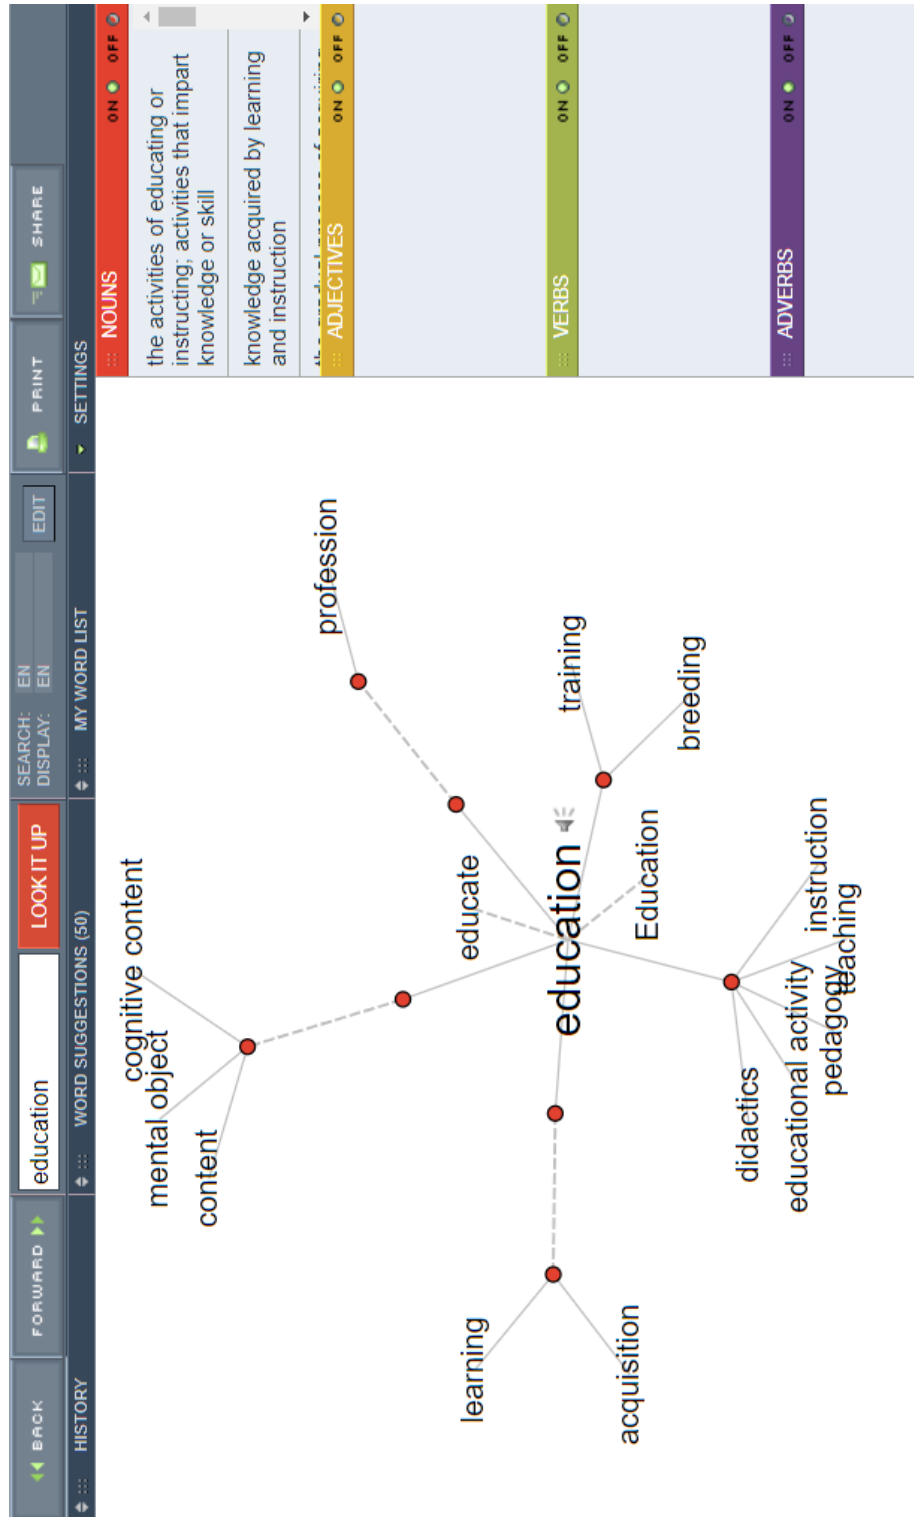 BACK
FORWARD
education
LOOK IT UP
SEARCH: EN
DISPLAY: EN
EDIT
PRINT
SHARE
HISTORY
WORD SUGGESTIONS (50)
MY WORD LIST
SETTINGS
cognitive content
mental object
content
profession
educate
training
breeding
education
Education
learning
acquisition
didactics
educational activity
pedagogy
teaching
instruction
NOUNS
ON OFF
the activities of educating or
instructing; activities that impart
knowledge or skill
knowledge acquired by learning
and instruction
ADJECTIVES
ON OFF
VERBS
ON OFF
ADVERBS
ON OFF